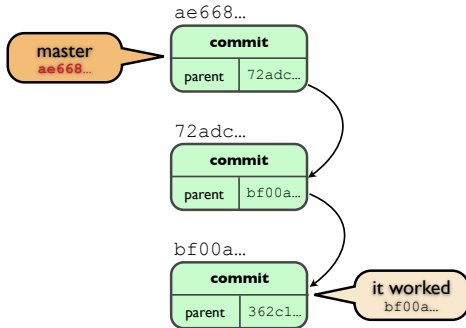 ae668…
commit
parent 72adc…
master
ae668…
72adc…
commit
parent bf00a…
bf00a…
commit
parent 362c1…
it worked
bf00a…